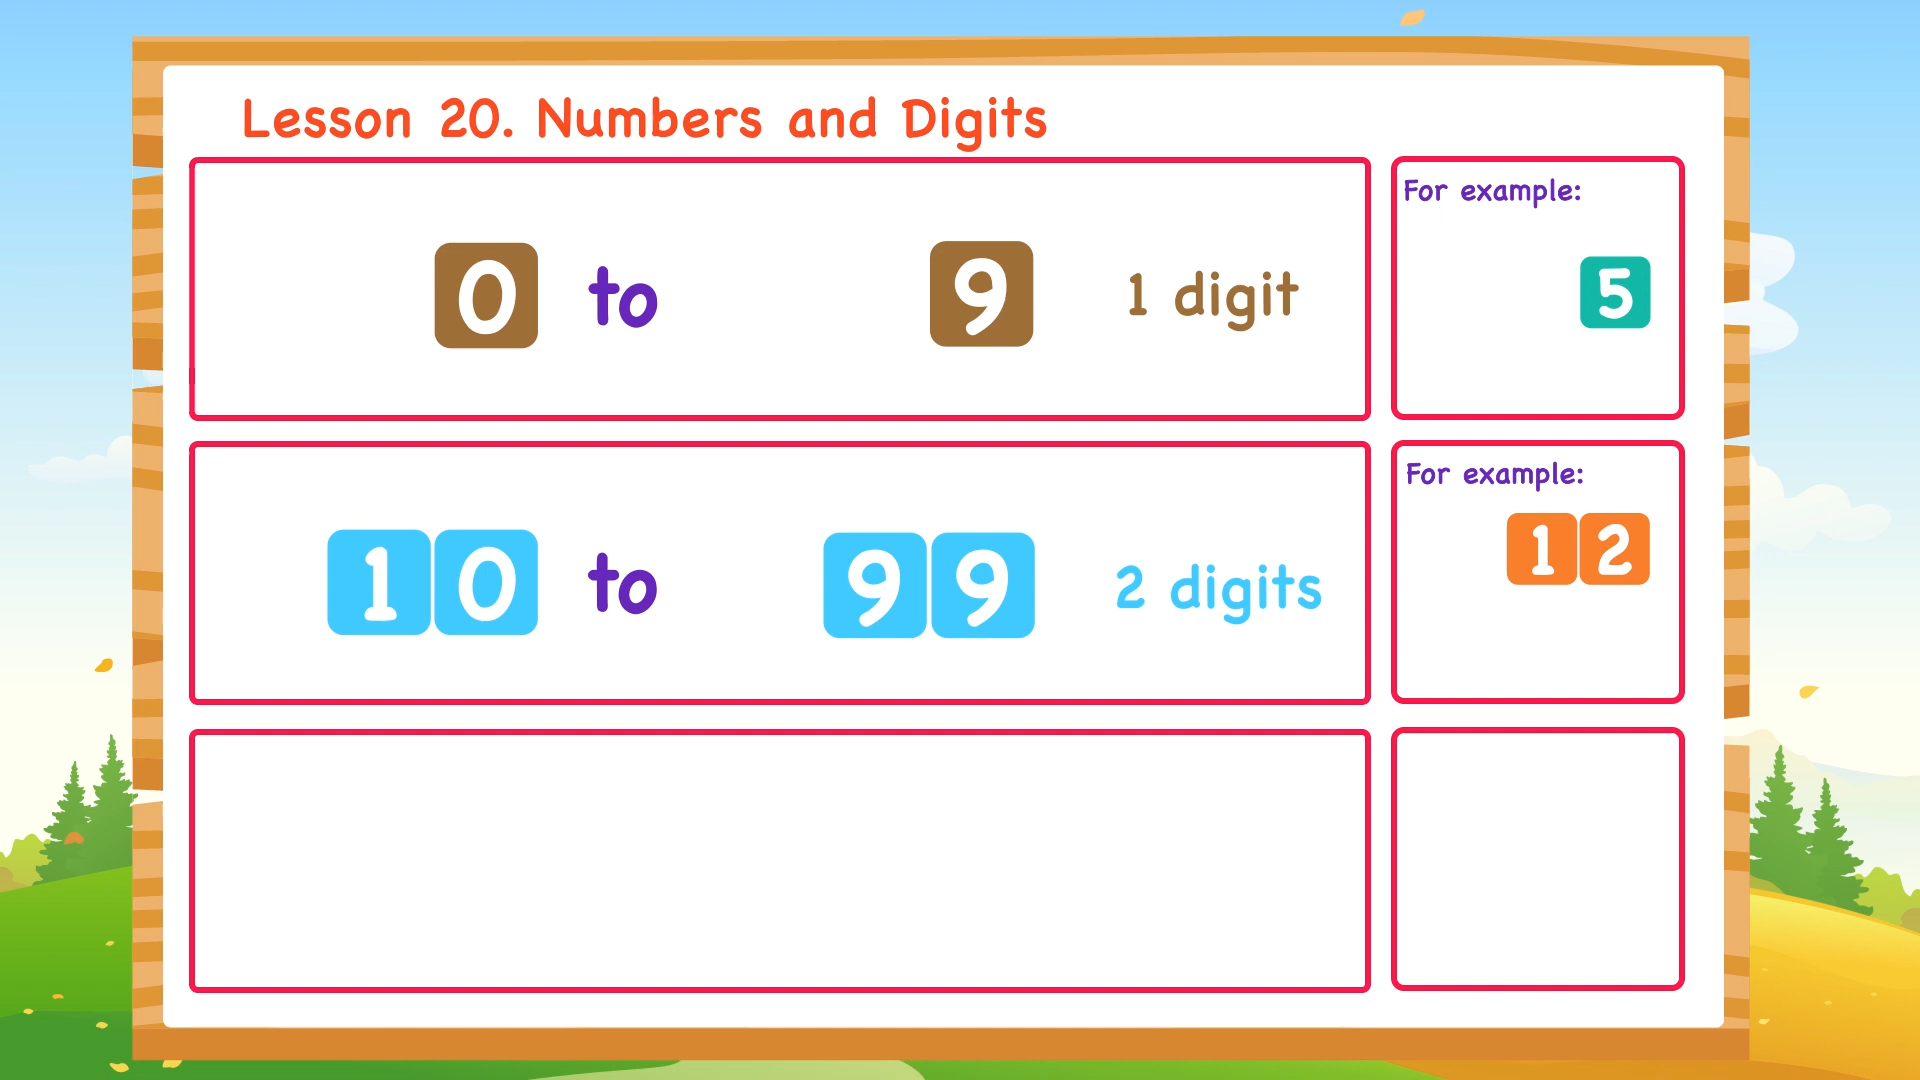 Lesson 20. Numbers and Digits
0 to 9 1 digit
For example:
5
10 to 99 2 digits
For example:
12